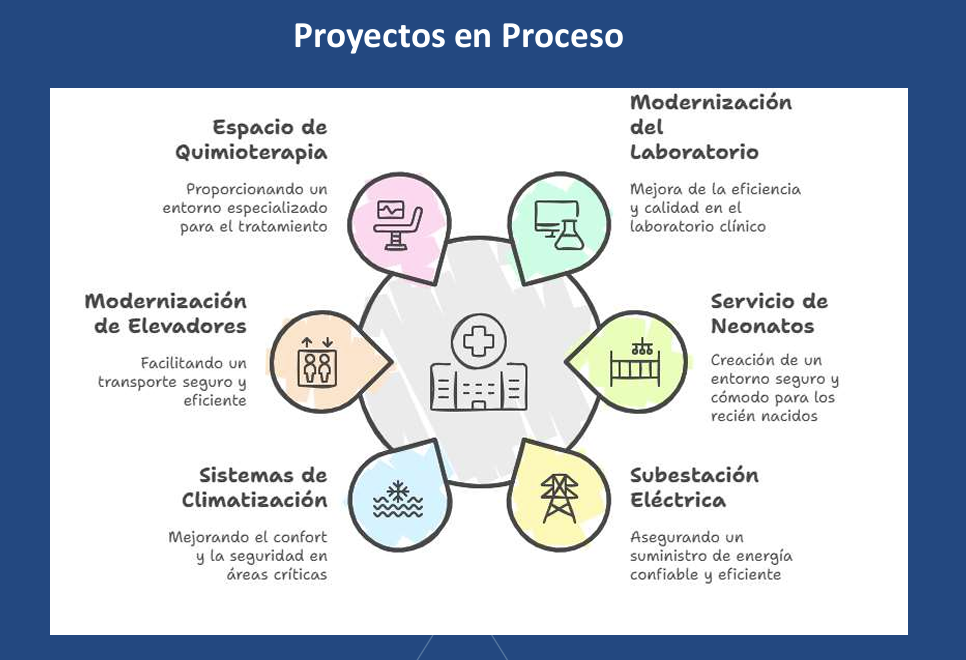 Proyectos en Proceso
Espacio de
Quimioterapia
Proporcionando un
entorno especializado
para el tratamiento
Modernización
del
Laboratorio
Mejora de la eficiencia
y calidad en el
laboratorio clínico
Modernización
de Elevadores
Facilitando un
transporte seguro y
eficiente
Servicio de
Neonatos
Creación de un
entorno seguro y
cómodo para los
recién nacidos
Sistemas de
Climatización
Mejorando el confort
y la seguridad en
áreas críticas
Subestación
Eléctrica
Asegurando un
suministro de energía
confiable y eficiente